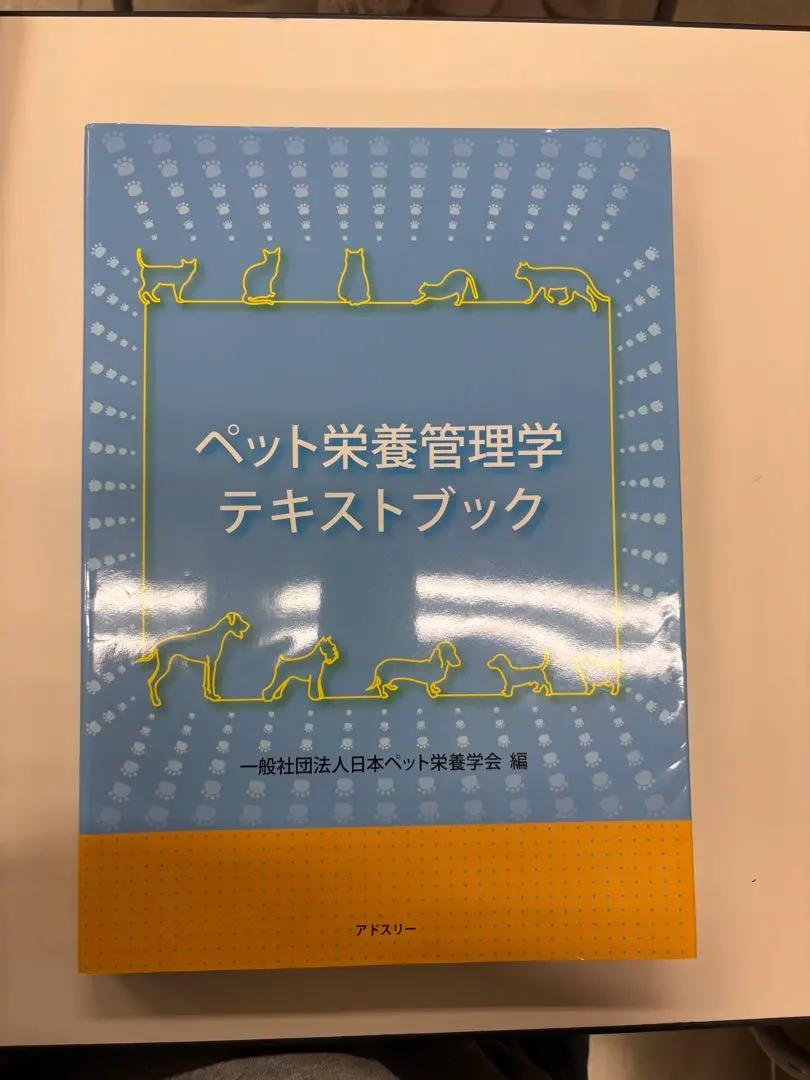 ペット栄養管理学
テキストブック
一般社団法人日本ペット栄養学会 編
アドスリー